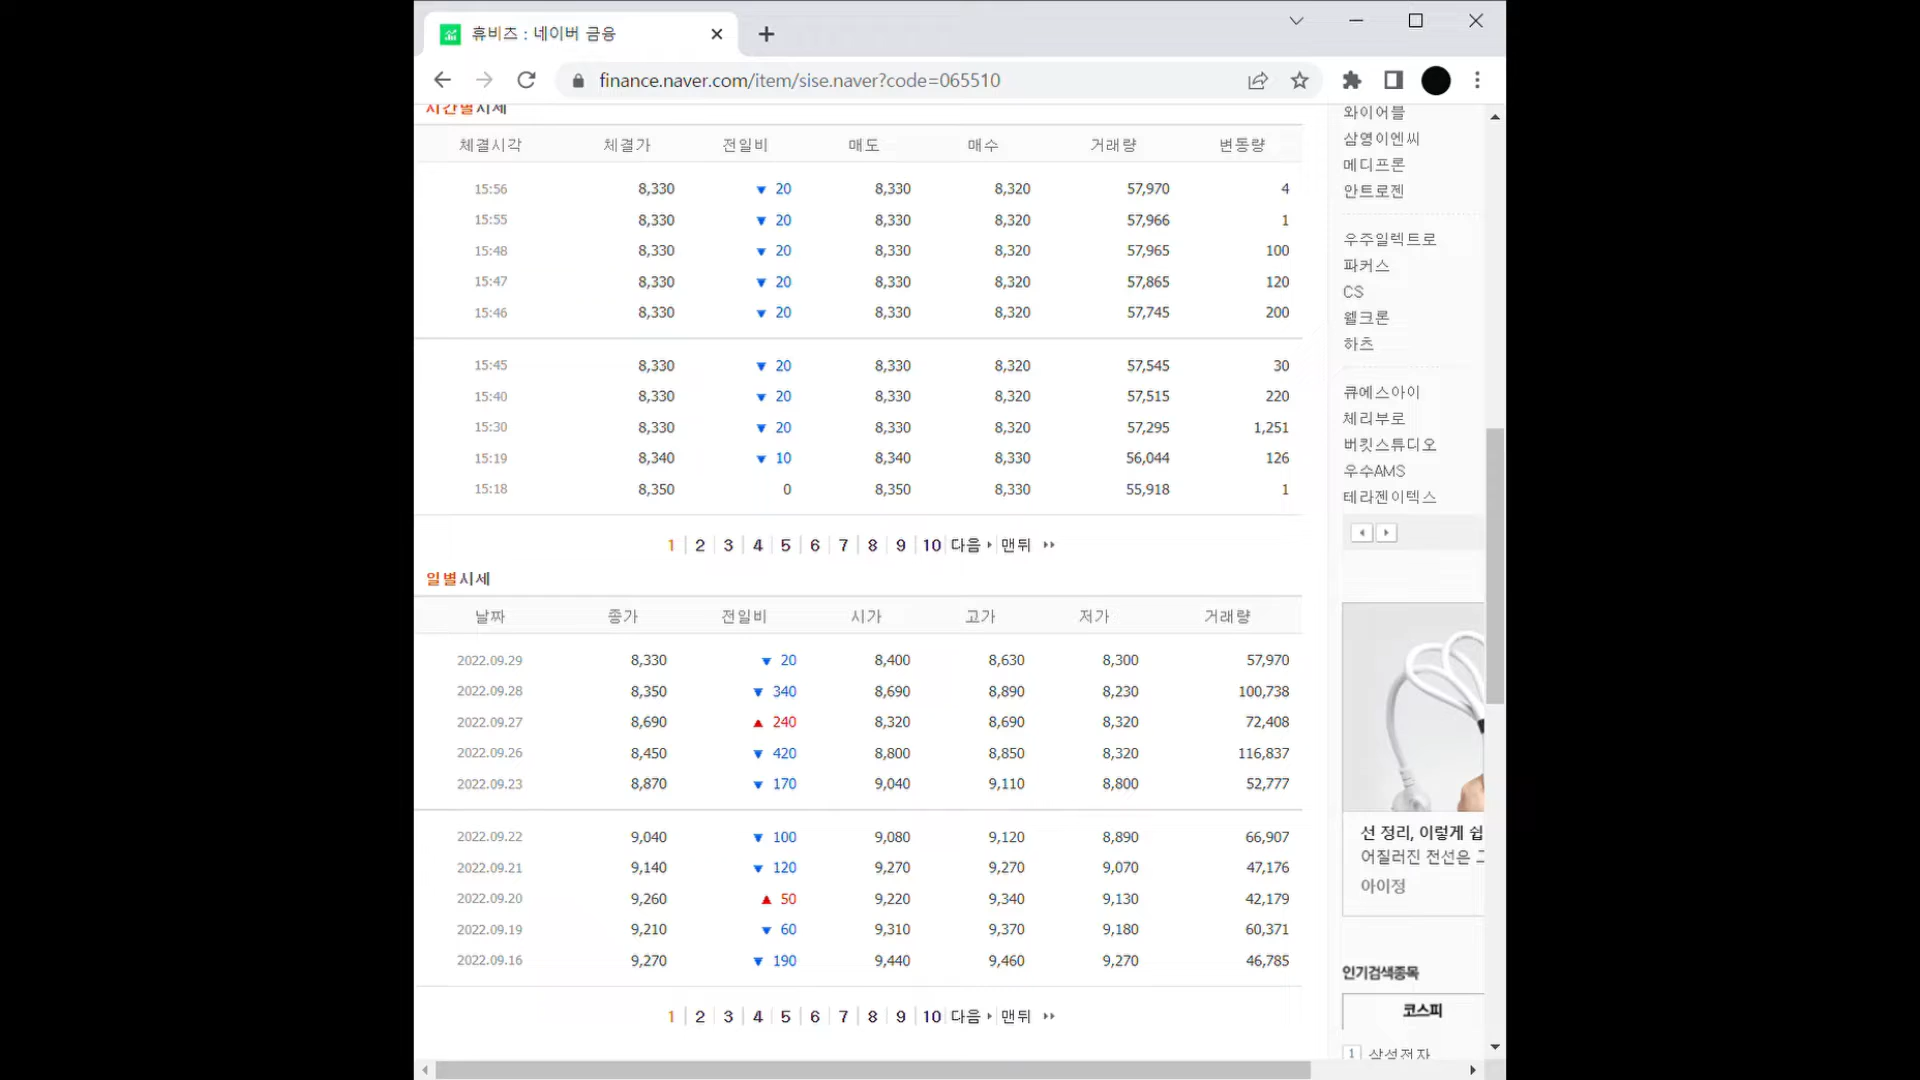 휴비츠 : 네이버 금융
finance.naver.com/item/sise.naver?code=065510
시간별시세
체결시각 체결가 전일비 매도 매수 거래량 변동량
15:56 8,330 ▼ 20 8,330 8,320 57,970 4
15:55 8,330 ▼ 20 8,330 8,320 57,966 1
15:48 8,330 ▼ 20 8,330 8,320 57,965 100
15:47 8,330 ▼ 20 8,330 8,320 57,865 120
15:46 8,330 ▼ 20 8,330 8,320 57,745 200
15:45 8,330 ▼ 20 8,330 8,320 57,545 30
15:40 8,330 ▼ 20 8,330 8,320 57,515 220
15:30 8,330 ▼ 20 8,330 8,320 57,295 1,251
15:19 8,340 ▼ 10 8,340 8,330 56,044 126
15:18 8,350 0 8,350 8,330 55,918 1
1 2 3 4 5 6 7 8 9 10 다음 맨뒤
일별시세
날짜 종가 전일비 시가 고가 저가 거래량
2022.09.29 8,330 ▼ 20 8,400 8,630 8,300 57,970
2022.09.28 8,350 ▼ 340 8,690 8,890 8,230 100,738
2022.09.27 8,690 ▲ 240 8,320 8,690 8,320 72,408
2022.09.26 8,450 ▼ 420 8,800 8,850 8,320 116,837
2022.09.23 8,870 ▼ 170 9,040 9,110 8,800 52,777
2022.09.22 9,040 ▼ 100 9,080 9,120 8,890 66,907
2022.09.21 9,140 ▼ 120 9,270 9,270 9,070 47,176
2022.09.20 9,260 ▲ 50 9,220 9,340 9,130 42,179
2022.09.19 9,210 ▼ 60 9,310 9,370 9,180 60,371
2022.09.16 9,270 ▼ 190 9,440 9,460 9,270 46,785
1 2 3 4 5 6 7 8 9 10 다음 맨뒤
와이어블
삼영이엔씨
메디프론
안트로젠
우주일렉트로
파커스
CS
웰크론
하츠
큐에스아이
체리부로
버킷스튜디오
우수AMS
테라젠이텍스
선 정리, 이렇게 쉽
어질러진 전선은 그
아이정
인기검색종목
코스피
1 삼성전자